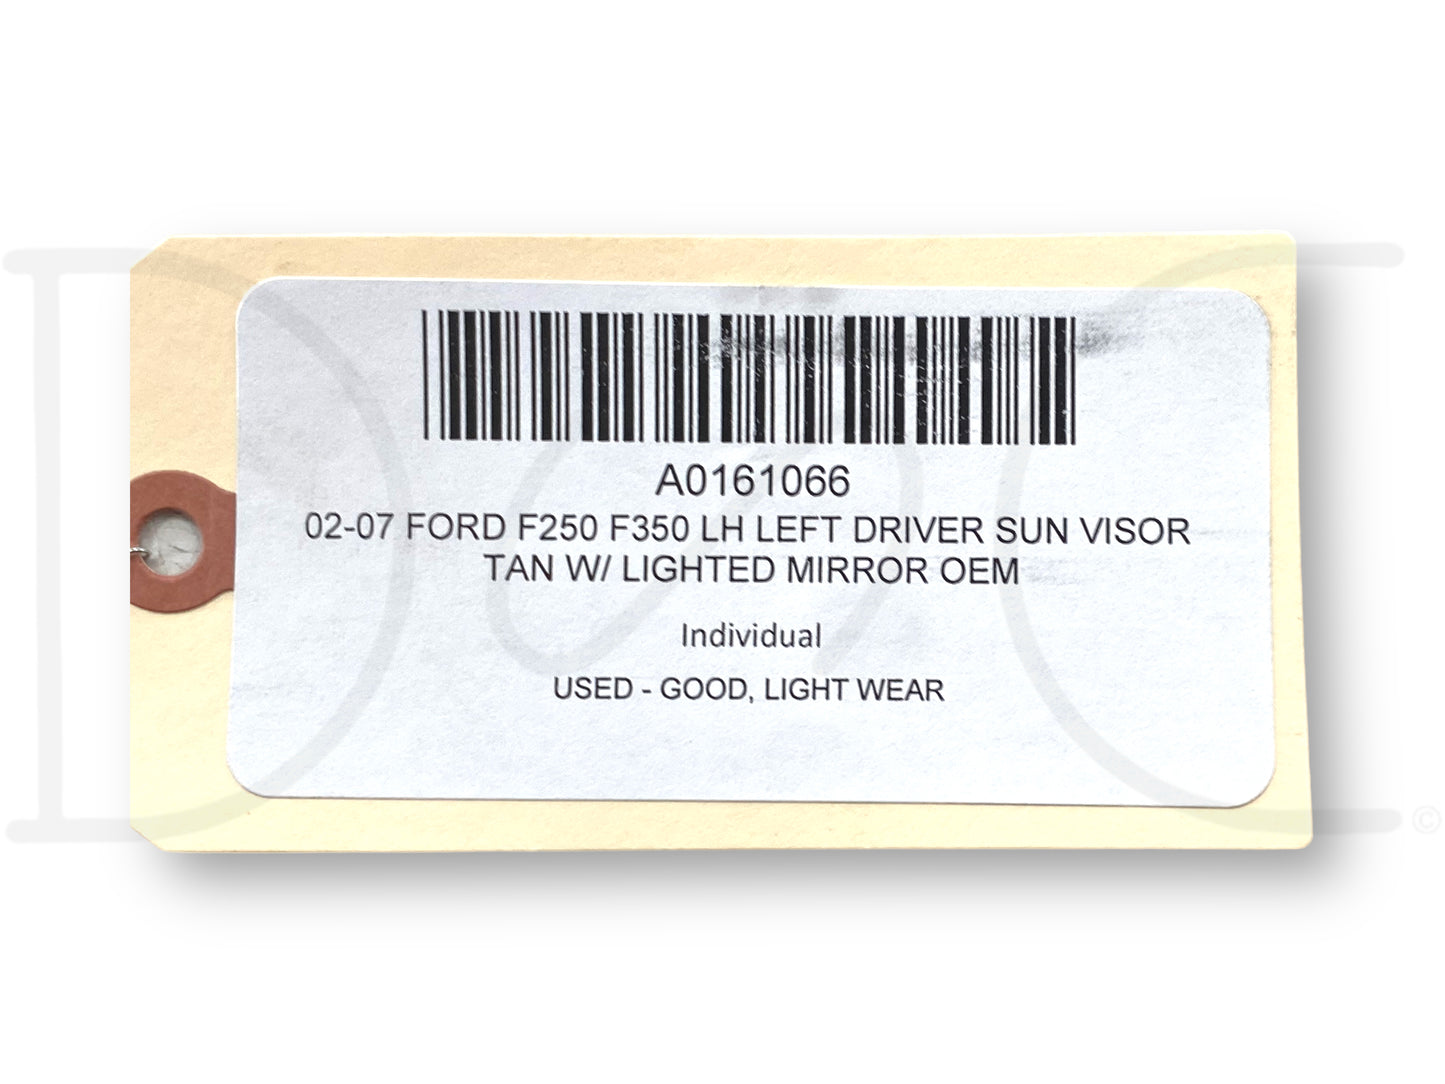 A0161066
02-07 FORD F250 F350 LH LEFT DRIVER SUN VISOR
TAN W/ LIGHTED MIRROR OEM
Individual
USED - GOOD, LIGHT WEAR
©